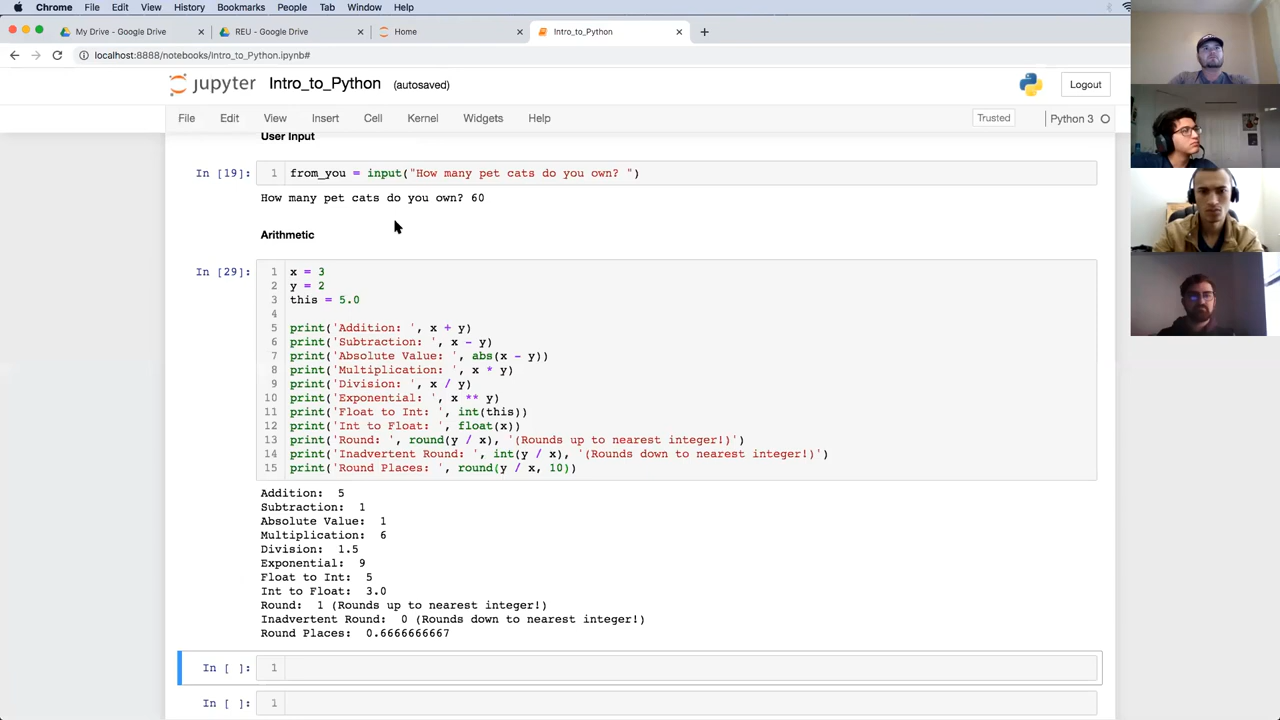 Chrome File Edit View History Bookmarks People Tab Window Help
My Drive - Google Drive × REU - Google Drive × Home × Intro_to_Python × +
localhost:8888/notebooks/Intro_to_Python.ipynb#
jupyter Intro_to_Python (autosaved) Logout
File Edit View Insert Cell Kernel Widgets Help Trusted Python 3
User Input
In [19]: 1 from_you = input("How many pet cats do you own? ")
How many pet cats do you own? 60
Arithmetic
In [29]: 1 x = 3
2 y = 2
3 this = 5.0
4
5 print('Addition: ', x + y)
6 print('Subtraction: ', x - y)
7 print('Absolute Value: ', abs(x - y))
8 print('Multiplication: ', x * y)
9 print('Division: ', x / y)
10 print('Exponential: ', x ** y)
11 print('Float to Int: ', int(this))
12 print('Int to Float: ', float(x))
13 print('Round: ', round(y / x), '(Rounds up to nearest integer!)')
14 print('Inadvertent Round: ', int(y / x), '(Rounds down to nearest integer!)')
15 print('Round Places: ', round(y / x, 10))
Addition: 5
Subtraction: 1
Absolute Value: 1
Multiplication: 6
Division: 1.5
Exponential: 9
Float to Int: 5
Int to Float: 3.0
Round: 1 (Rounds up to nearest integer!)
Inadvertent Round: 0 (Rounds down to nearest integer!)
Round Places: 0.6666666667
In [ ]: 1
In [ ]: 1